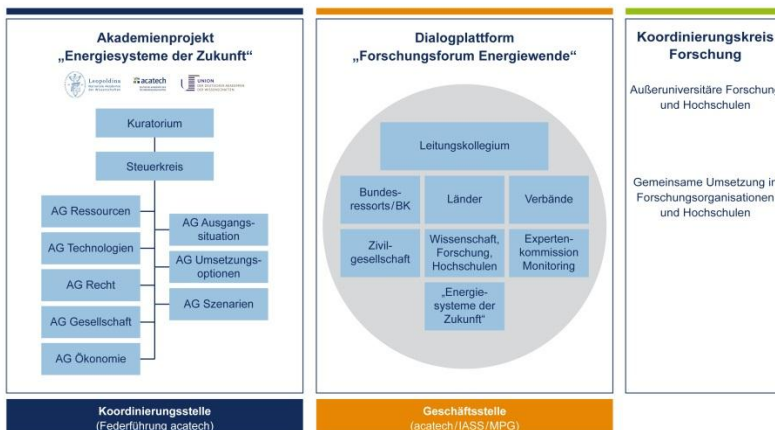 Akademienprojekt
„Energiesysteme der Zukunft“
Leopoldina
acatech
UNION
Kuratorium
Steuerkreis
AG Ressourcen
AG Technologien
AG Recht
AG Gesellschaft
AG Ökonomie
AG Ausgangs-
situation
AG Umsetzungs-
optionen
AG Szenarien
Koordinierungsstelle
(Federführung acatech)
Dialogplattform
„Forschungsforum Energiewende“
Leitungskollegium
Bundes-
ressorts/BK
Länder
Verbände
Zivil-
gesellschaft
Wissenschaft,
Forschung,
Hochschulen
Experten-
kommission
Monitoring
„Energie-
systeme der
Zukunft“
Geschäftsstelle
(acatech/IASS/MPG)
Koordinierungskreis
Forschung
Außeruniversitäre Forschung
und Hochschulen
Gemeinsame Umsetzung in
Forschungsorganisationen
und Hochschulen